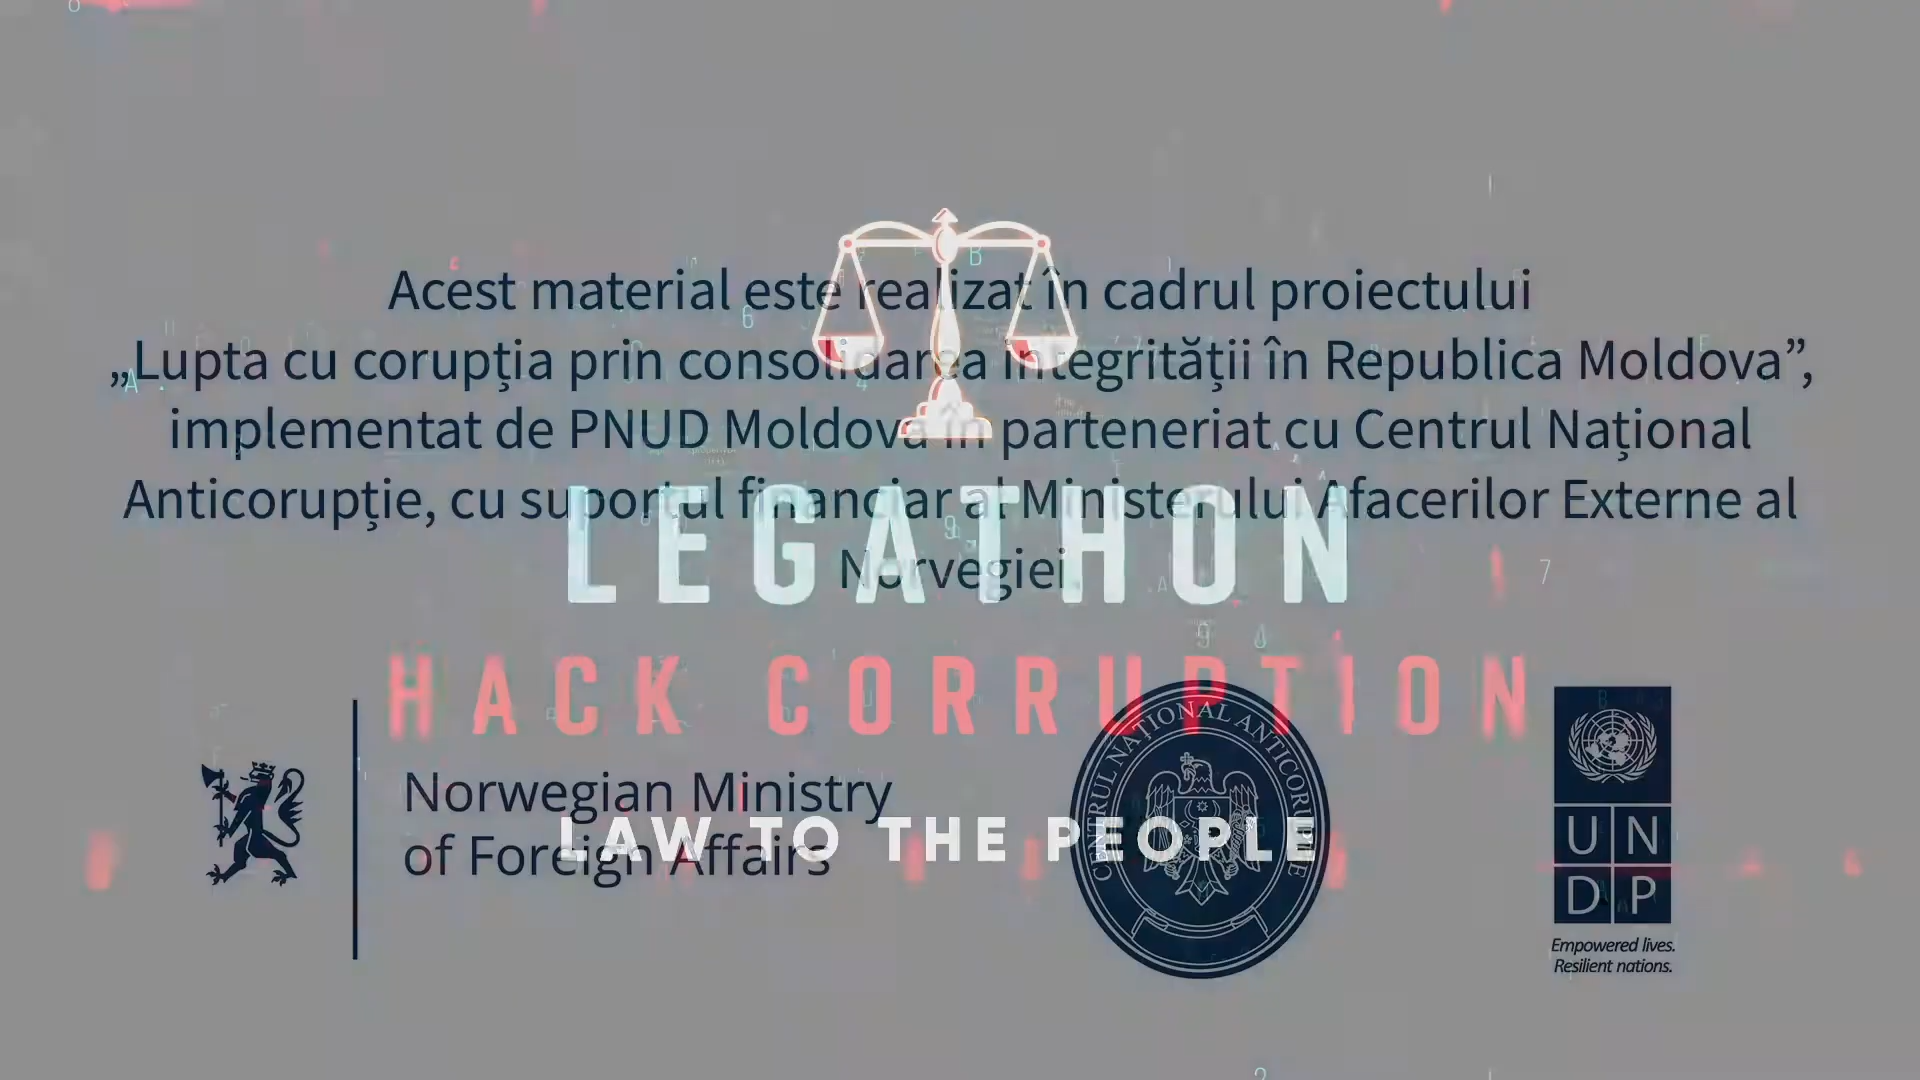 Acest material este realizat în cadrul proiectului
„Lupta cu corupția prin consolidarea integrității în Republica Moldova”,
implementat de PNUD Moldova în parteneriat cu Centrul Național
Anticorupție, cu suportul financiar al Ministerului Afacerilor Externe al
Norvegiei.
LEGATHON
HACK CORRUPTION
LAW TO THE PEOPLE
Norwegian Ministry
of Foreign Affairs
CENTRUL NAȚIONAL ANTICORUPȚIE
UN
DP
Empowered lives.
Resilient nations.